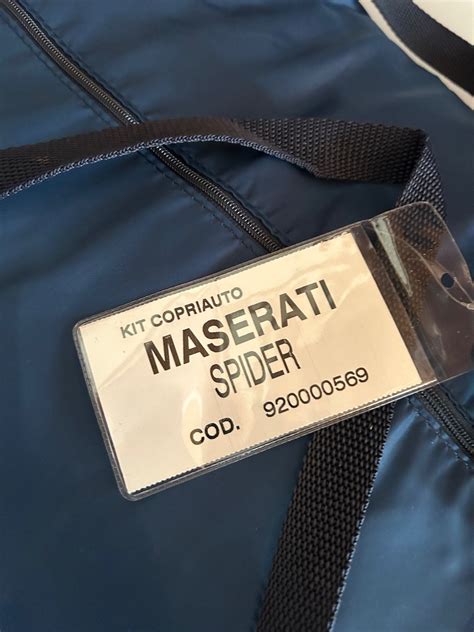 KIT COPRIAUTO
MASERATI
SPIDER
COD. 920000569